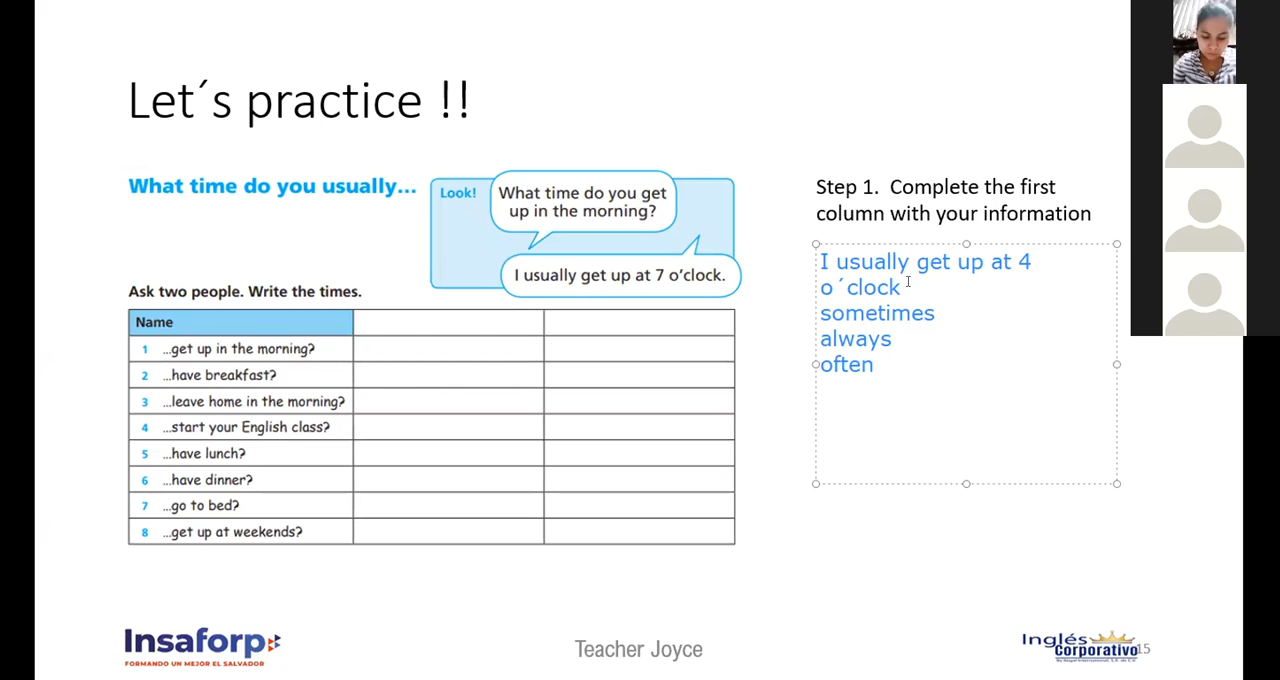 Let´s practice !!
What time do you usually...
Look!
What time do you get
up in the morning?
I usually get up at 7 o'clock.
Ask two people. Write the times.
Name
1 ...get up in the morning?
2 ...have breakfast?
3 ...leave home in the morning?
4 ...start your English class?
5 ...have lunch?
6 ...have dinner?
7 ...go to bed?
8 ...get up at weekends?
Step 1. Complete the first
column with your information
I usually get up at 4
o´clock
sometimes
always
often
Insaforp
FORMANDO UN MEJOR EL SALVADOR
Teacher Joyce
Inglés
Corporativo
15